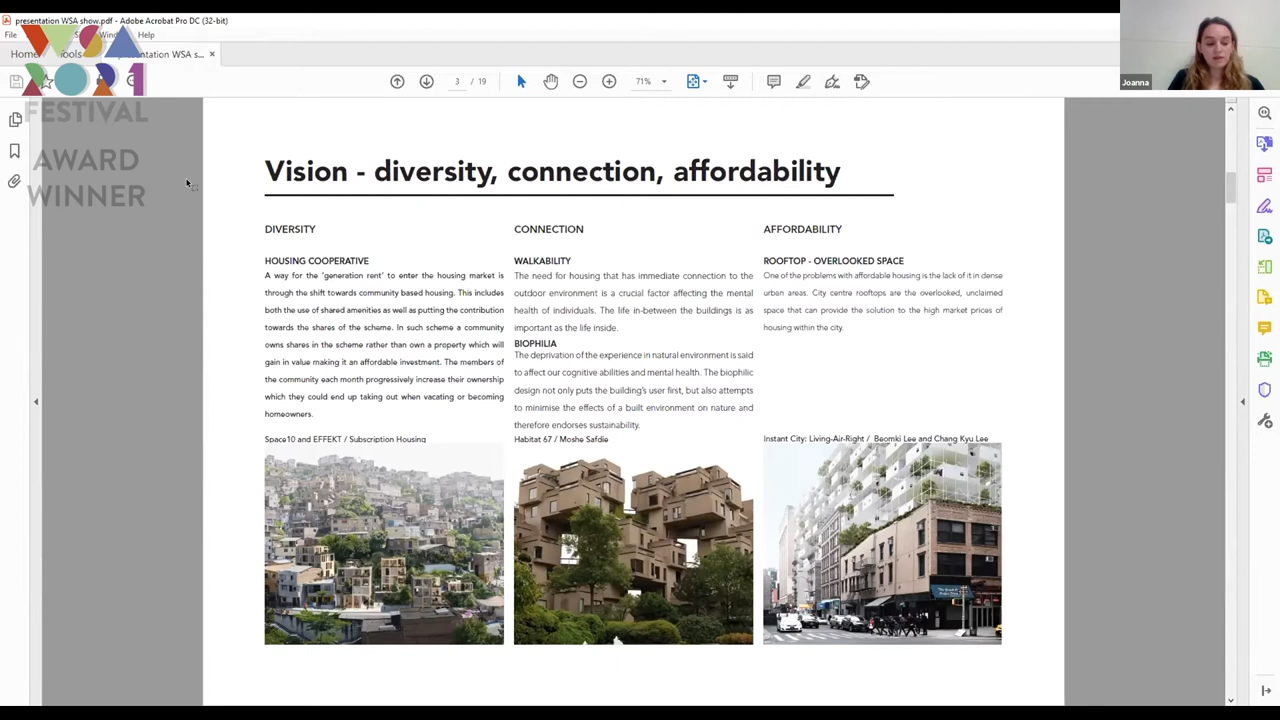 presentation WSA show.pdf - Adobe Acrobat Pro DC (32-bit)
File
Help
Home
Tools
presentation WSA s...
3 / 19
71%
Joanna
FESTIVAL
AWARD
WINNER
Vision - diversity, connection, affordability
DIVERSITY
HOUSING COOPERATIVE
A way for the 'generation rent' to enter the housing market is
through the shift towards community based housing. This includes
both the use of shared amenities as well as putting the contribution
towards the shares of the scheme. In such scheme a community
owns shares in the scheme rather than own a property which will
gain in value making it an affordable investment. The members of
the community each month progressively increase their ownership
which they could end up taking out when vacating or becoming
homeowners.
Space10 and EFFEKT / Subscription Housing
CONNECTION
WALKABILITY
The need for housing that has immediate connection to the
outdoor environment is a crucial factor affecting the mental
health of individuals. The life in-between the buildings is as
important as the life inside.
BIOPHILIA
The deprivation of the experience in natural environment is said
to affect our cognitive abilities and mental health. The biophilic
design not only puts the building's user first, but also attempts
to minimise the effects of a built environment on nature and
therefore endorses sustainability.
Habitat 67 / Moshe Safdie
AFFORDABILITY
ROOFTOP - OVERLOOKED SPACE
One of the problems with affordable housing is the lack of it in dense
urban areas. City centre rooftops are the overlooked, unclaimed
space that can provide the solution to the high market prices of
housing within the city.
Instant City: Living-Air-Right / Beomki Lee and Chang Kyu Lee